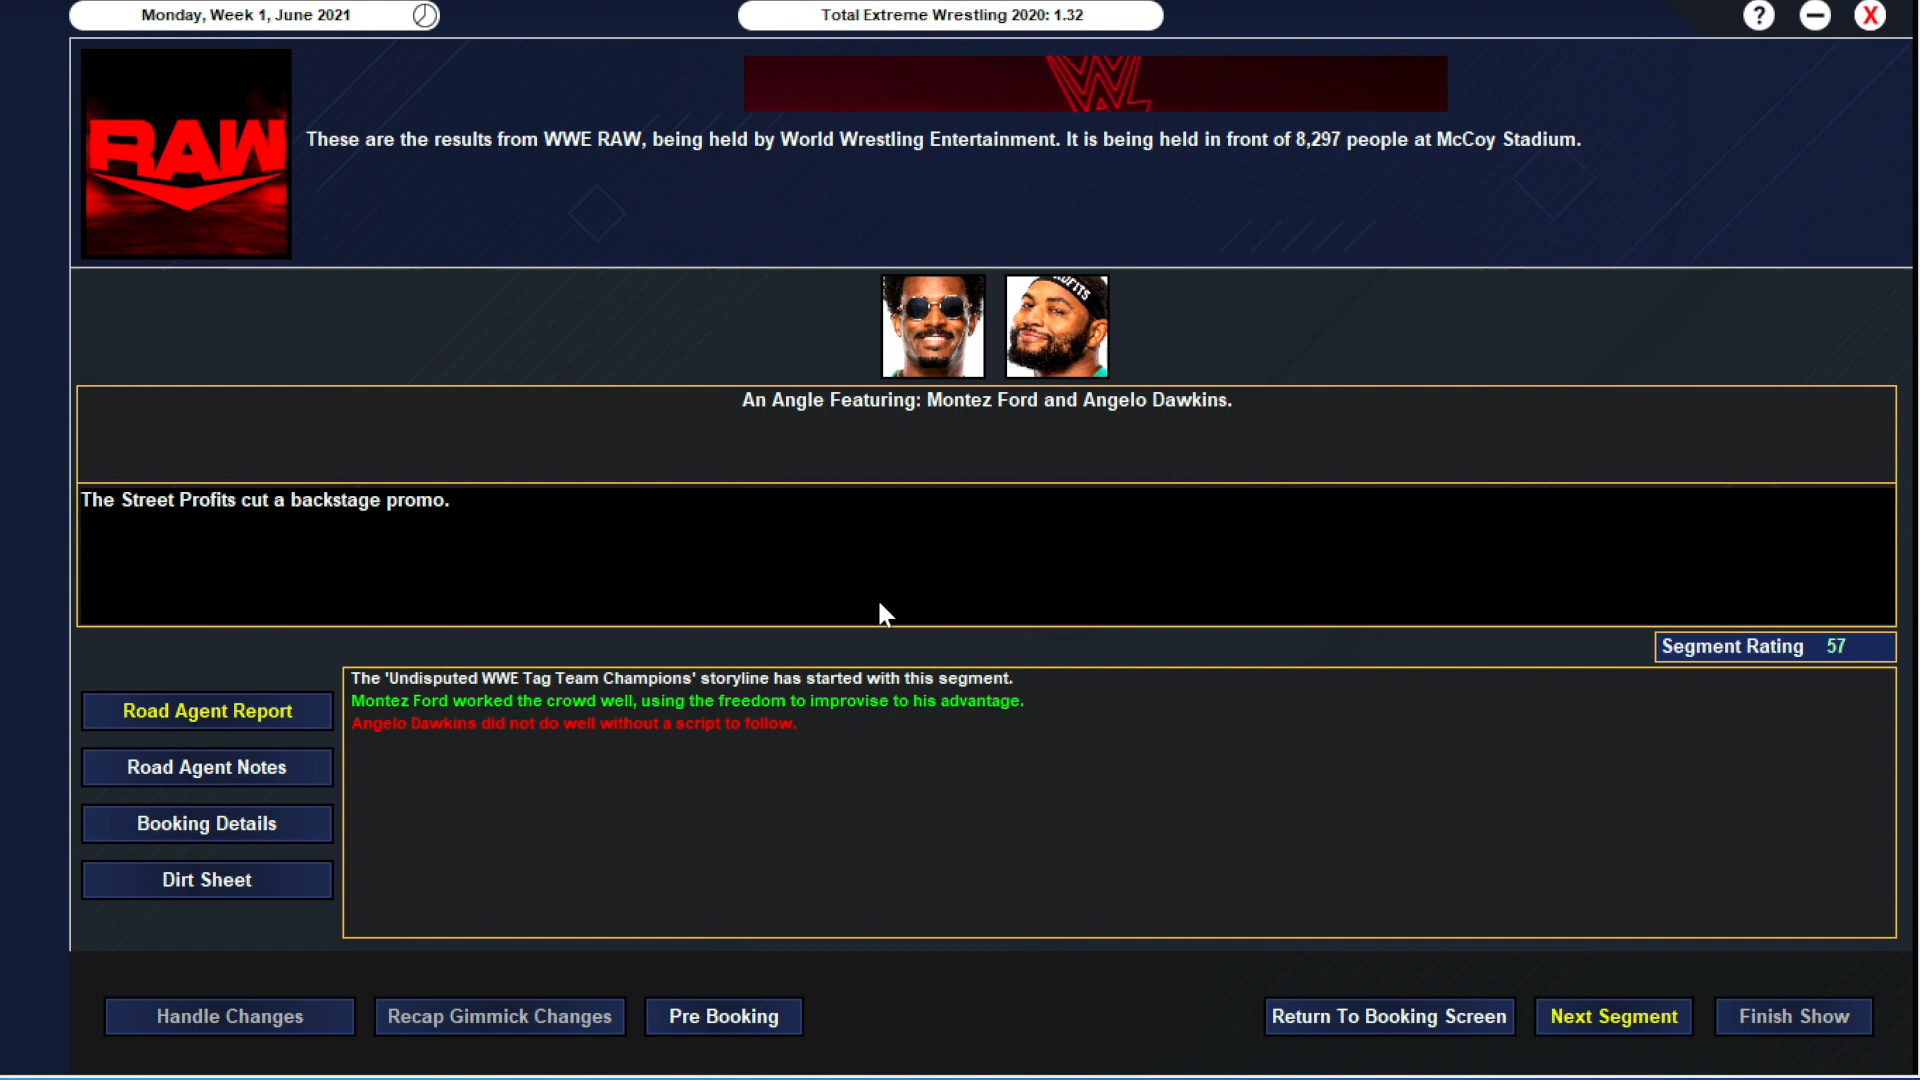 Monday, Week 1, June 2021
Total Extreme Wrestling 2020: 1.32
?
X
RAW
W
These are the results from WWE RAW, being held by World Wrestling Entertainment. It is being held in front of 8,297 people at McCoy Stadium.
OFITS
An Angle Featuring: Montez Ford and Angelo Dawkins.
The Street Profits cut a backstage promo.
Segment Rating 57
The 'Undisputed WWE Tag Team Champions' storyline has started with this segment.
Montez Ford worked the crowd well, using the freedom to improvise to his advantage.
Angelo Dawkins did not do well without a script to follow.
Road Agent Report
Road Agent Notes
Booking Details
Dirt Sheet
Handle Changes
Recap Gimmick Changes
Pre Booking
Return To Booking Screen
Next Segment
Finish Show